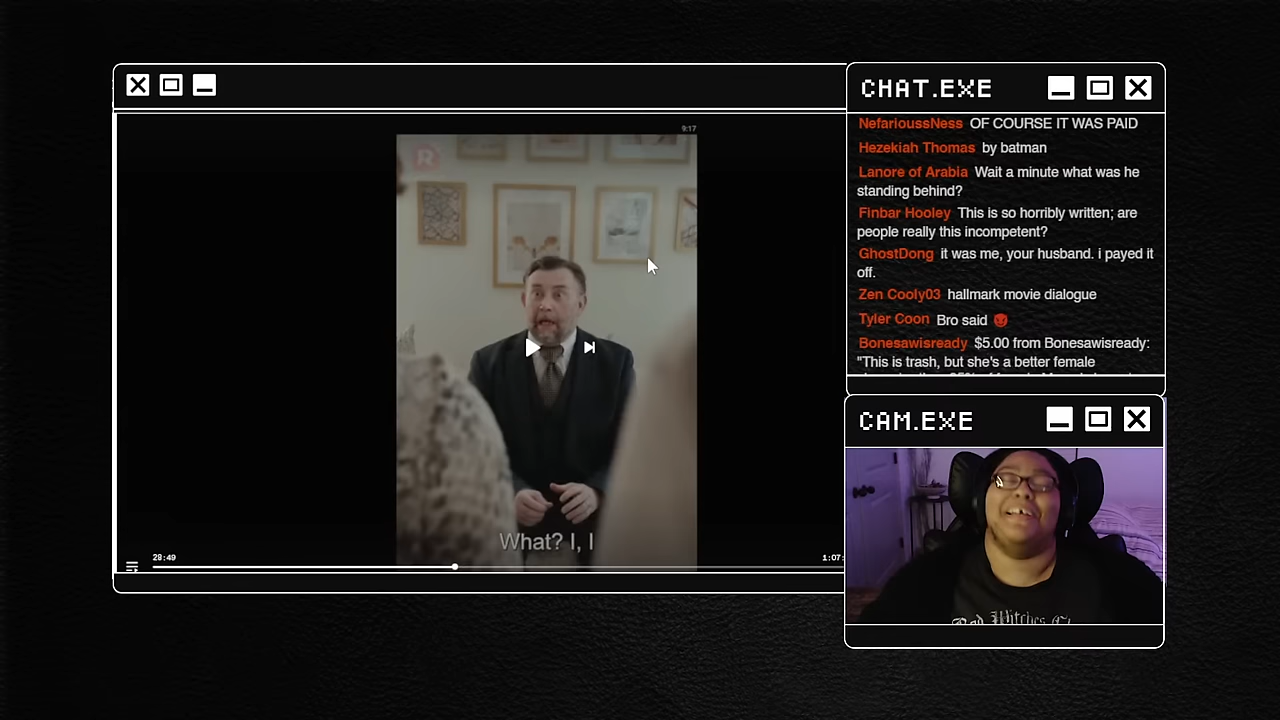 CHAT.EXE
NefarioussNess OF COURSE IT WAS PAID
Hezekiah Thomas by batman
Lanore of Arabia Wait a minute what was he
standing behind?
Finbar Hooley This is so horribly written; are
people really this incompetent?
GhostDong it was me, your husband. i payed it
off.
Zen Cooly03 hallmark movie dialogue
Tyler Coon Bro said
Bonesawisready $5.00 from Bonesawisready:
"This is trash, but she's a better female
9:17
R
What? I, I
28:49
1:07:
CAM.EXE